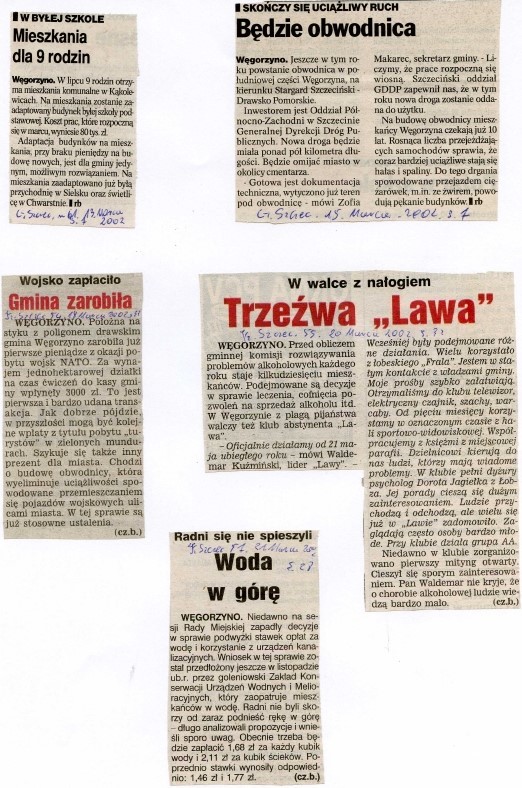 W BYŁEJ SZKOLE
Mieszkania
dla 9 rodzin
Węgorzyno. W lipcu 9 rodzin otrzy-
ma mieszkania komunalne w Kąkole-
wicach. Na mieszkania zostanie za-
adaptowany budynek byłej szkoły pod-
stawowej. Koszt prac, które rozpoczną
się w marcu, wyniesie 80 tys. zł.
Adaptacja budynków na mieszka-
nia, przy braku pieniędzy na budo-
wę nowych, jest dla gminy jedy-
nym, możliwym rozwiązaniem. Na
mieszkania zaadaptowano już byłą
przychodnię w Sielsku oraz świetli-
cę w Chwarstnie. rb
2002
SKOŃCZY SIĘ UCIĄŻLIWY RUCH
Będzie obwodnica
Węgorzyno. Jeszcze w tym ro-
ku powstanie obwodnica w po-
łudniowej części Węgorzyna, na
kierunku Stargard Szczeciński -
Drawsko Pomorskie.
Inwestorem jest Oddział Pół-
nocno-Zachodni w Szczecinie
Generalnej Dyrekcji Dróg Pu-
blicznych. Nowa droga będzie
miała ponad pół kilometra dłu-
gości. Będzie omijać miasto w
okolicy cmentarza.
- Gotowa jest dokumentacja
techniczna, wytyczono już teren
pod obwodnicę - mówi Zofia
Makarec, sekretarz gminy. - Li-
czymy, że prace rozpoczną się
wiosną. Szczeciński oddział
GDDP zapewnił nas, że w tym
roku nowa droga zostanie odda-
na do użytku.
Na budowę obwodnicy miesz-
kańcy Węgorzyna czekają już 10
lat. Rosnąca liczba przejeżdżają-
cych samochodów sprawia, że
coraz bardziej uciążliwe stają się
hałas i spaliny. Do tego drgania
spowodowane przejazdem cię-
żarówek, m.in. ze żwirem, powo-
dują pękanie budynków. rb
G. Szczec. 15 Marca 2002 s. 7
Wojsko zapłaciło
Gmina zarobiła
WĘGORZYNO. Położna na
styku z poligonem drawskim
gmina Węgorzyno zarobiła już
pierwsze pieniądze z okazji po-
bytu wojsk NATO. Za wyna-
jem jednohektarowej działki
na czas ćwiczeń do kasy gmi-
ny wpłynęły 3000 zł. To jest
pierwsza i bardzo udana trans-
akcja. Jak dobrze pójdzie,
w przyszłości mogą być kolej-
ne wpłaty z tytułu pobytu „tu-
rystów” w zielonych mundu-
rach. Szykuje się także inny
prezent dla miasta. Chodzi
o budowę obwodnicy, która
wyeliminuje uciążliwości spo-
wodowane przemieszczaniem
się pojazdów wojskowych uli-
cami miasta. W tej sprawie są
już stosowne ustalenia.
(cz.b.)
W walce z nałogiem
Trzeźwa „Lawa”
Szczec. 55. 20 Marca 2002
WĘGORZYNO. Przed obliczem
gminnej komisji rozwiązywania
problemów alkoholowych każdego
roku staje kilkudziesięciu miesz-
kańców. Podejmowane są decyzje
w sprawie leczenia, cofnięcia po-
zwoleń na sprzedaż alkoholu itd.
W Węgorzynie z plagą pijaństwa
walczy też klub abstynenta „La-
wa”.
– Oficjalnie działamy od 21 ma-
ja ubiegłego roku – mówi Walde-
mar Kuźmiński, lider „Lawy”. –
Wcześniej były podejmowane róż-
ne działania. Wielu korzystało
z łobeskiego „Prala”. Jestem w sta-
łym kontakcie z władzami gminy.
Moje prośby szybko załatwiają.
Otrzymaliśmy do klubu telewizor,
elektryczny czajnik, szachy, war-
caby. Od pięciu miesięcy korzyst-
amy w oznaczonym czasie z ha-
li sportowo-widowiskowej. Współ-
pracujemy z księżmi z miejscowej
parafii. Dzielnicowi kierują do
nas ludzi, którzy mają wiadome
problemy. W klubie pełni dyżury
psycholog Dorota Jagiełka z Łob-
za. Jej porady cieszą się dużym
zainteresowaniem. Ludzie przy-
chodzą i odchodzą, ale wielu się
już w „Lawie” zadomowiło. Za-
glądają często osoby bardzo mło-
de. Przy klubie działa grupa AA.
Niedawno w klubie zorganizo-
wano pierwszy mityng otwarty.
Cieszył się sporym zainteresowa-
niem. Pan Waldemar nie kryje, że
o chorobie alkoholowej ludzie wie-
dzą bardzo mało. (cz.b.)
Radni się nie spieszyli
Woda
w górę
WĘGORZYNO. Niedawno na se-
sji Rady Miejskiej zapadły decyzje
w sprawie podwyżki stawek opłat za
wodę i korzystanie z urządzeń kana-
lizacyjnych. Wniosek w tej sprawie zo-
stał przedłożony jeszcze w listopadzie
ub.r. przez goleniowski Zakład Kon-
serwacji Urządzeń Wodnych i Melio-
racyjnych, który zaopatruje mieszk-
ańców w wodę. Radni nie byli sko-
rzy od zaraz podnieść rękę w górę
– długo analizowali propozycje i wnie-
śli sporo uwag. Obecnie trzeba bę-
dzie zapłacić 1,68 zł za każdy kubik
wody i 2,11 zł za kubik ścieków. Po-
przednio stawki wynosiły odpowied-
nio: 1,46 zł i 1,77 zł. (cz.b.)